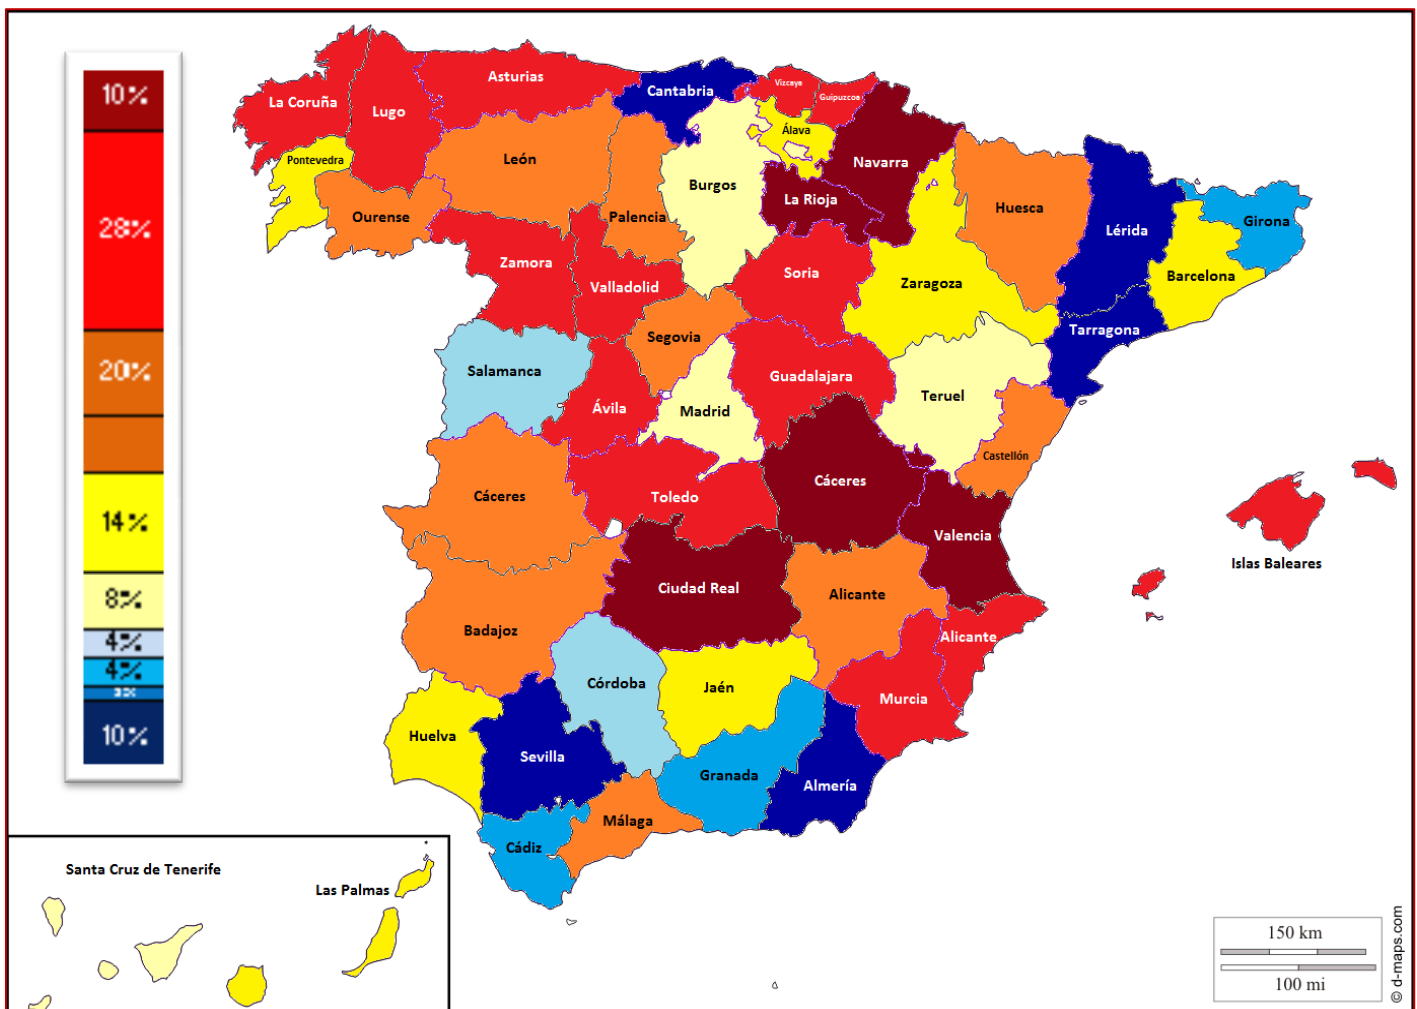 10%
28%
20%
14%
8%
4%
4%
10%
La Coruña
Lugo
Asturias
Cantabria
Vizcaya
Guipuzcoa
Álava
Navarra
Pontevedra
Ourense
León
Palencia
Burgos
La Rioja
Huesca
Lérida
Girona
Barcelona
Zamora
Valladolid
Soria
Zaragoza
Tarragona
Segovia
Salamanca
Ávila
Madrid
Guadalajara
Teruel
Castellón
Cáceres
Toledo
Cáceres
Valencia
Islas Baleares
Ciudad Real
Alicante
Badajoz
Alicante
Córdoba
Jaén
Murcia
Huelva
Sevilla
Granada
Almería
Málaga
Cádiz
Santa Cruz de Tenerife
Las Palmas
150 km
100 mi
© d-maps.com